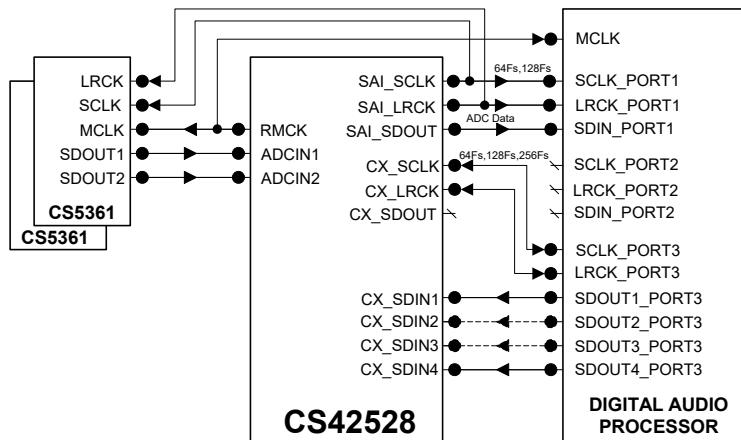 MCLK
64Fs,128Fs
LRCK SAI_SCLK SCLK_PORT1
SCLK SAI_LRCK LRCK_PORT1
ADC Data
MCLK RMCK SAI_SDOUT SDIN_PORT1
SDOUT1 ADCIN1
64Fs,128Fs,256Fs
SDOUT2 ADCIN2 CX_SCLK SCLK_PORT2
CX_LRCK LRCK_PORT2
CS5361 CX_SDOUT SDIN_PORT2
CS5361
SCLK_PORT3
LRCK_PORT3
CX_SDIN1 SDOUT1_PORT3
CX_SDIN2 SDOUT2_PORT3
CX_SDIN3 SDOUT3_PORT3
CX_SDIN4 SDOUT4_PORT3
CS42528
DIGITAL AUDIO
PROCESSOR